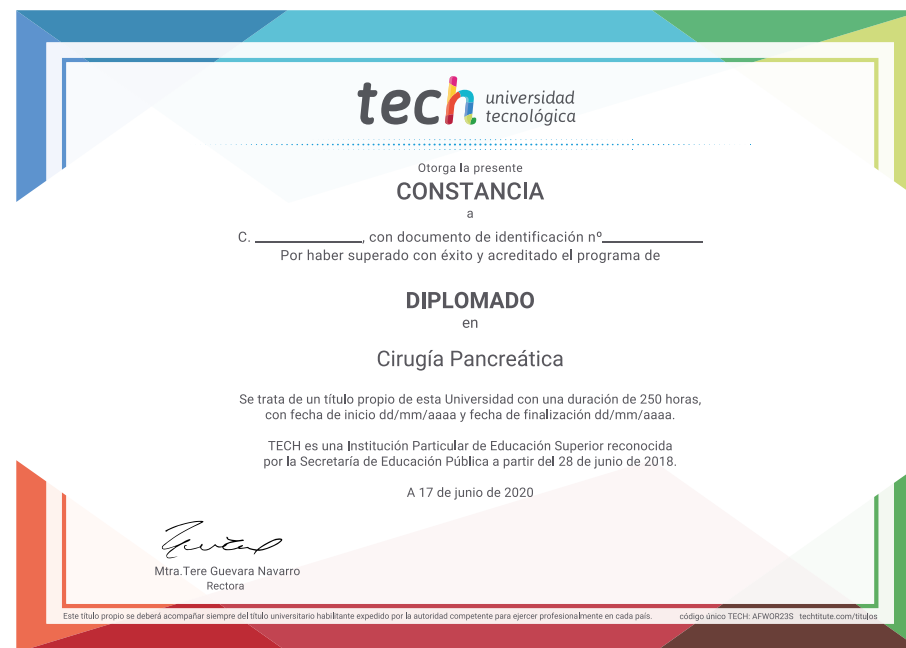 tech universidad
tecnológica
Otorga la presente
CONSTANCIA
a
C. ____________, con documento de identificación nº____________
Por haber superado con éxito y acreditado el programa de
DIPLOMADO
en
Cirugía Pancreática
Se trata de un título propio de esta Universidad con una duración de 250 horas,
con fecha de inicio dd/mm/aaaa y fecha de finalización dd/mm/aaaa.
TECH es una Institución Particular de Educación Superior reconocida
por la Secretaría de Educación Pública a partir del 28 de junio de 2018.
A 17 de junio de 2020
Mtra.Tere Guevara Navarro
Rectora
Este título propio se deberá acompañar siempre del título universitario habilitante expedido por la autoridad competente para ejercer profesionalmente en cada país. código único TECH: AFWOR23S techtitute.com/titulos